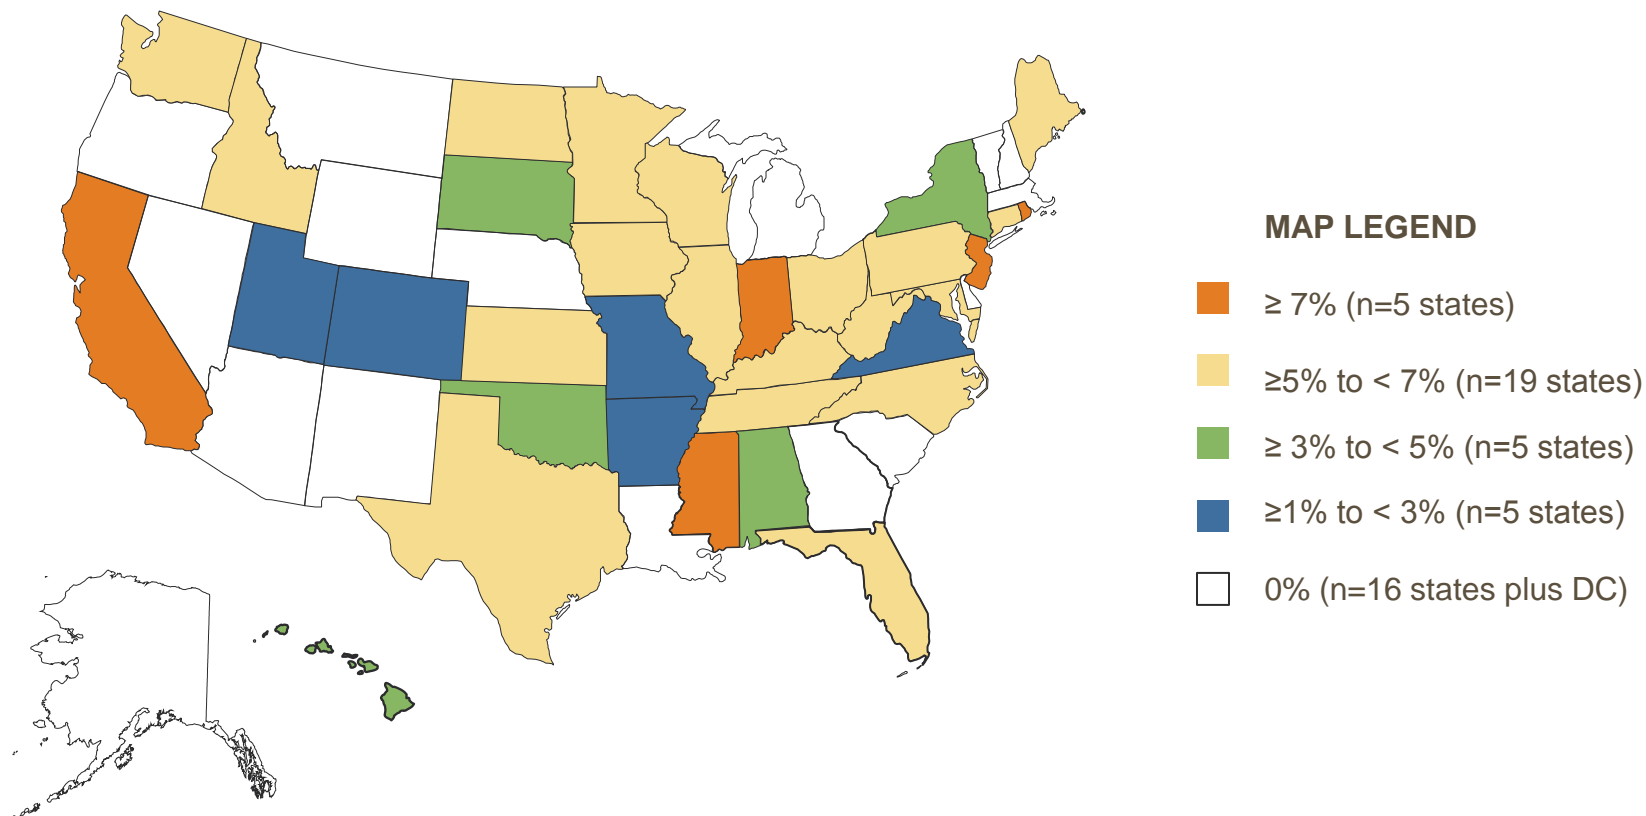 MAP LEGEND
≥ 7% (n=5 states)
≥5% to < 7% (n=19 states)
≥ 3% to < 5% (n=5 states)
≥1% to < 3% (n=5 states)
0% (n=16 states plus DC)